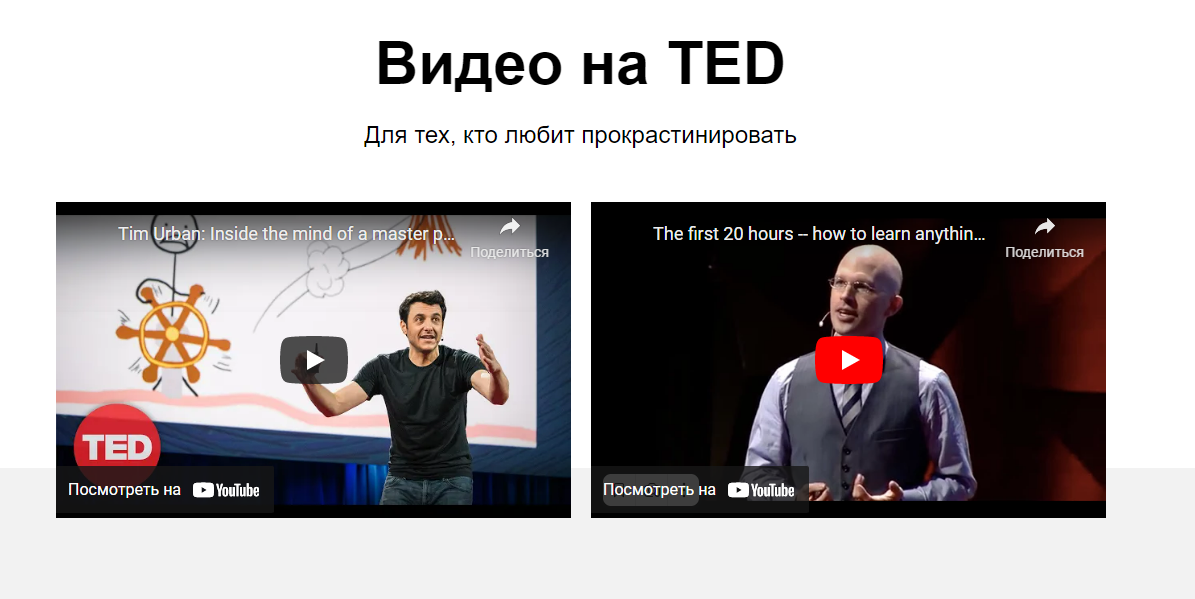 Видео на TED
Для тех, кто любит прокрастинировать
Tim Urban: Inside the mind of a master p...
Поделиться
The first 20 hours -- how to learn anythin...
Поделиться
TED
Посмотреть на YouTube
Посмотреть на YouTube